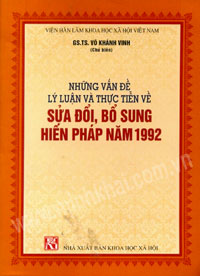 VIỆN HÀN LÂM KHOA HỌC XÃ HỘI VIỆT NAM
GS.TS. VÕ KHÁNH VINH
(Chủ biên)
NHỮNG VẤN ĐỀ
LÝ LUẬN VÀ THỰC TIỄN VỀ
SỬA ĐỔI, BỔ SUNG
HIẾN PHÁP NĂM 1992
NHÀ XUẤT BẢN KHOA HỌC XÃ HỘI